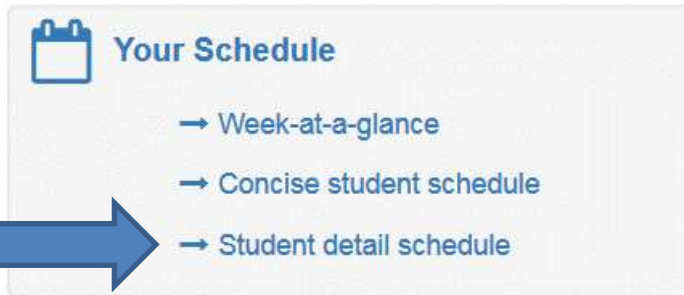 Your Schedule
→ Week-at-a-glance
→ Concise student schedule
→ Student detail schedule